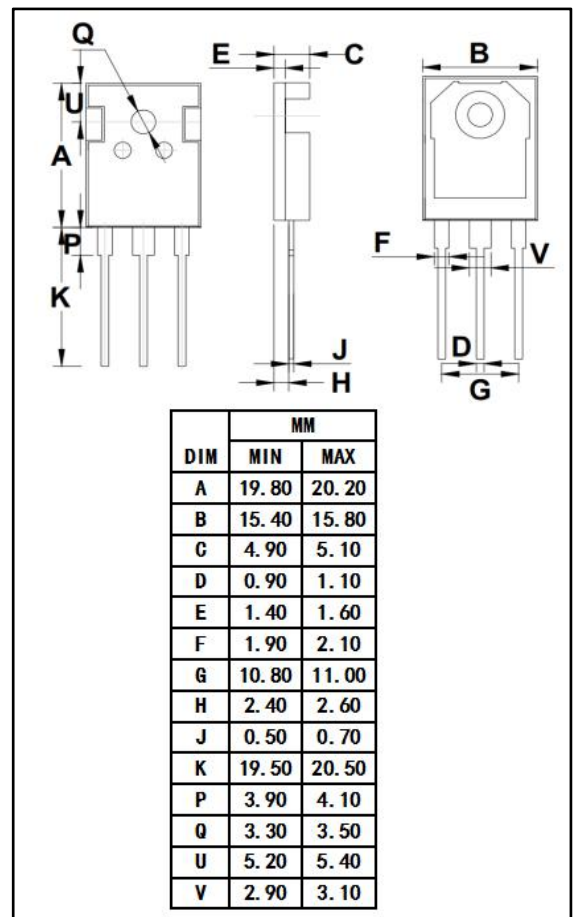 Q
E
C
B
U
A
P
K
F
V
J
H
D
G
MM
DIM MIN MAX
A 19.80 20.20
B 15.40 15.80
C 4.90 5.10
D 0.90 1.10
E 1.40 1.60
F 1.90 2.10
G 10.80 11.00
H 2.40 2.60
J 0.50 0.70
K 19.50 20.50
P 3.90 4.10
Q 3.30 3.50
U 5.20 5.40
V 2.90 3.10